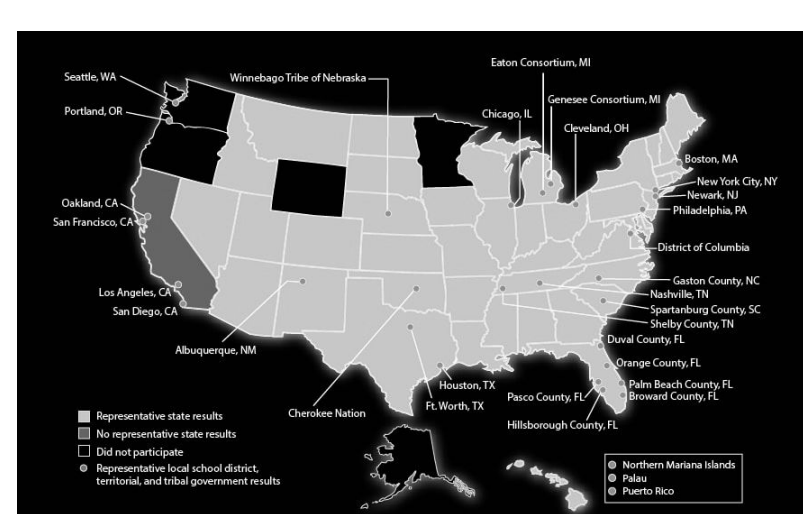 Eaton Consortium, MI
Seattle, WA
Winnebago Tribe of Nebraska
Genesee Consortium, MI
Portland, OR
Chicago, IL
Cleveland, OH
Boston, MA
New York City, NY
Newark, NJ
Oakland, CA
Philadelphia, PA
San Francisco, CA
District of Columbia
Gaston County, NC
Los Angeles, CA
Nashville, TN
San Diego, CA
Spartanburg County, SC
Shelby County, TN
Duval County, FL
Albuquerque, NM
Orange County, FL
Houston, TX
Palm Beach County, FL
Pasco County, FL
Broward County, FL
Ft. Worth, TX
Cherokee Nation
Hillsborough County, FL
Representative state results
No representative state results
Did not participate
Representative local school district,
territorial, and tribal government results
Northern Mariana Islands
Palau
Puerto Rico